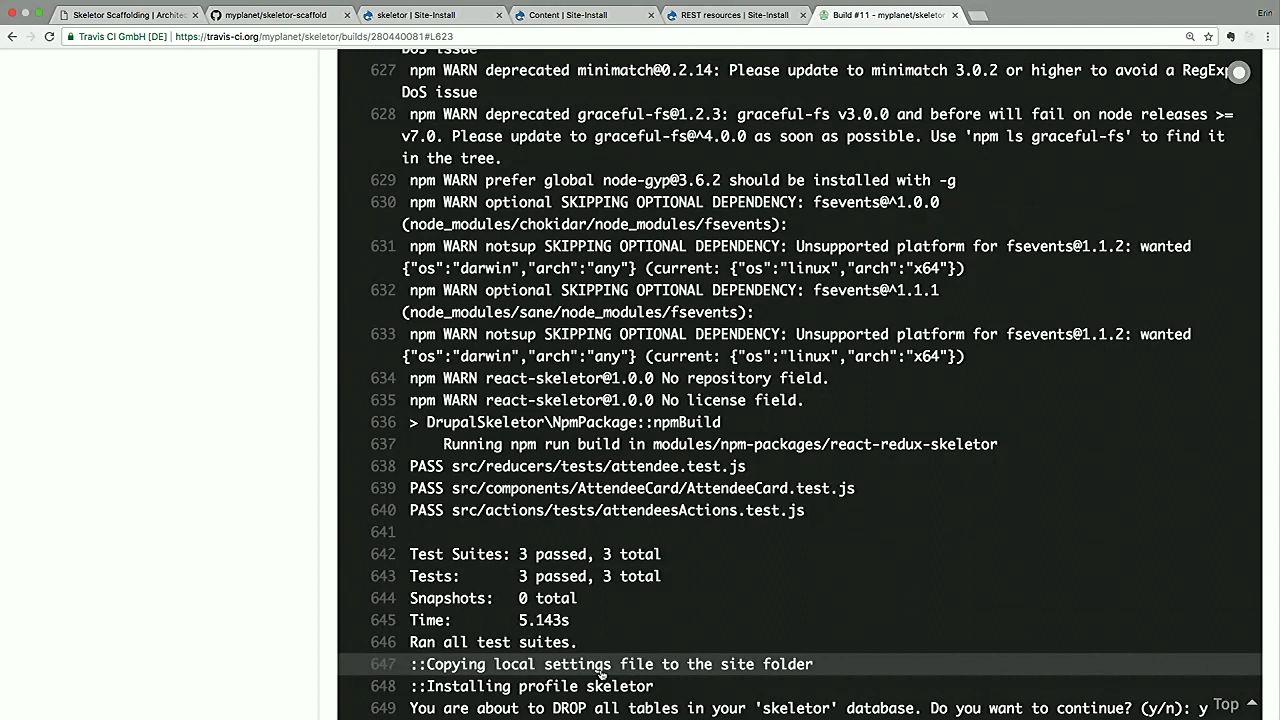 Skeletor Scaffolding | Architec
myplanet/skeletor-scaffold
skeletor | Site-Install
Content | Site-Install
REST resources | Site-Install
Build #11 - myplanet/skeletor
Erin
Travis CI GmbH [DE] | https://travis-ci.org/myplanet/skeletor/builds/280440081#L623
DoS issue
627 npm WARN deprecated minimatch@0.2.14: Please update to minimatch 3.0.2 or higher to avoid a RegExp
DoS issue
628 npm WARN deprecated graceful-fs@1.2.3: graceful-fs v3.0.0 and before will fail on node releases >=
v7.0. Please update to graceful-fs@^4.0.0 as soon as possible. Use 'npm ls graceful-fs' to find it
in the tree.
629 npm WARN prefer global node-gyp@3.6.2 should be installed with -g
630 npm WARN optional SKIPPING OPTIONAL DEPENDENCY: fsevents@^1.0.0
(node_modules/chokidar/node_modules/fsevents):
631 npm WARN notsup SKIPPING OPTIONAL DEPENDENCY: Unsupported platform for fsevents@1.1.2: wanted
{"os":"darwin","arch":"any"} (current: {"os":"linux","arch":"x64"})
632 npm WARN optional SKIPPING OPTIONAL DEPENDENCY: fsevents@^1.1.1
(node_modules/sane/node_modules/fsevents):
633 npm WARN notsup SKIPPING OPTIONAL DEPENDENCY: Unsupported platform for fsevents@1.1.2: wanted
{"os":"darwin","arch":"any"} (current: {"os":"linux","arch":"x64"})
634 npm WARN react-skeletor@1.0.0 No repository field.
635 npm WARN react-skeletor@1.0.0 No license field.
636 > DrupalSkeletor\NpmPackage::npmBuild
637 Running npm run build in modules/npm-packages/react-redux-skeletor
638 PASS src/reducers/tests/attendee.test.js
639 PASS src/components/AttendeeCard/AttendeeCard.test.js
640 PASS src/actions/tests/attendeesActions.test.js
641
642 Test Suites: 3 passed, 3 total
643 Tests: 3 passed, 3 total
644 Snapshots: 0 total
645 Time: 5.143s
646 Ran all test suites.
647 ::Copying local settings file to the site folder
648 ::Installing profile skeletor
649 You are about to DROP all tables in your 'skeletor' database. Do you want to continue? (y/n): y
Top